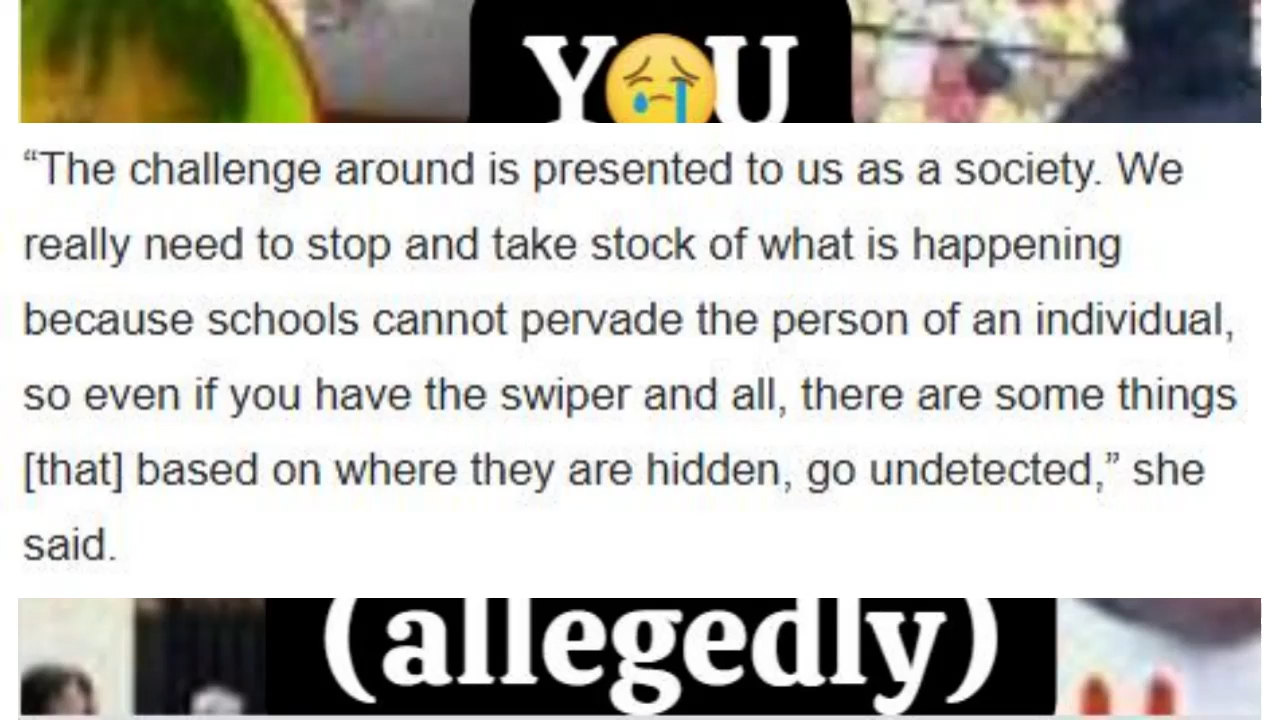 Y😢U
“The challenge around is presented to us as a society. We
really need to stop and take stock of what is happening
because schools cannot pervade the person of an individual,
so even if you have the swiper and all, there are some things
[that] based on where they are hidden, go undetected,” she
said.
(allegedly)